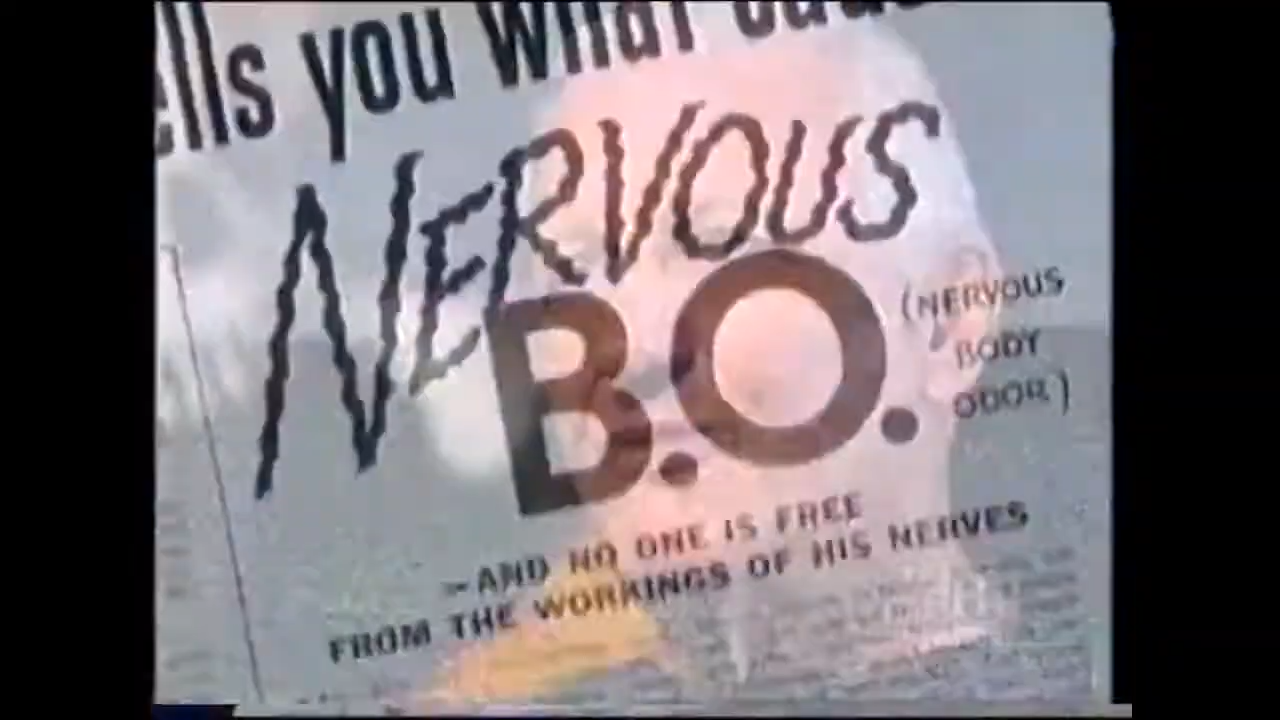 ells you what
NERVOUS
B.O.
(NERVOUS
BODY
ODOR)
–AND NO ONE IS FREE
FROM THE WORKINGS OF HIS NERVES